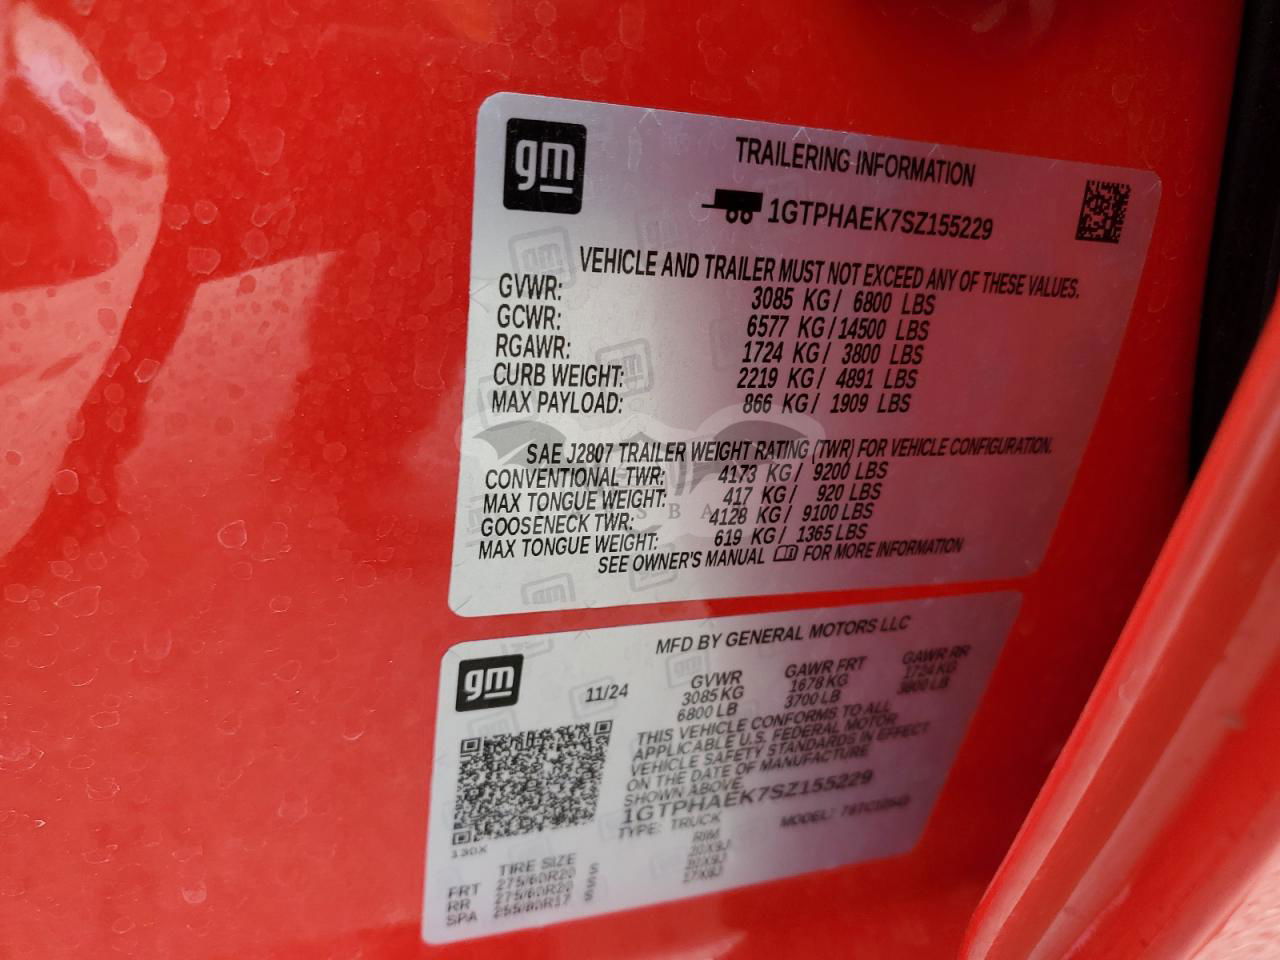 gm
TRAILERING INFORMATION
1GTPHAEK7SZ155229
VEHICLE AND TRAILER MUST NOT EXCEED ANY OF THESE VALUES.
GVWR: 3085 KG/ 6800 LBS
GCWR: 6577 KG/14500 LBS
RGAWR: 1724 KG/ 3800 LBS
CURB WEIGHT: 2219 KG/ 4891 LBS
MAX PAYLOAD: 866 KG/ 1909 LBS
SAE J2807 TRAILER WEIGHT RATING (TWR) FOR VEHICLE CONFIGURATION.
CONVENTIONAL TWR: 4173 KG/ 9200 LBS
MAX TONGUE WEIGHT: 417 KG/ 920 LBS
GOOSENECK TWR: 4128 KG/ 9100 LBS
MAX TONGUE WEIGHT: 619 KG/ 1365 LBS
SEE OWNER'S MANUAL FOR MORE INFORMATION
gm
MFD BY GENERAL MOTORS LLC
11/24
GVWR GAWR FRT GAWR RR
3085 KG 1678 KG 1724 KG
6800 LB 3700 LB 3800 LB
THIS VEHICLE CONFORMS TO ALL
APPLICABLE U.S. FEDERAL MOTOR
VEHICLE SAFETY STANDARDS IN EFFECT
ON THE DATE OF MANUFACTURE
SHOWN ABOVE.
1GTPHAEK7SZ155229
TYPE: TRUCK MODEL:
130X
TIRE SIZE RIM
FRT 275/60R20 S 20X9J
RR 275/60R20 S 20X9J
SPA 255/80R17 S 17X8J